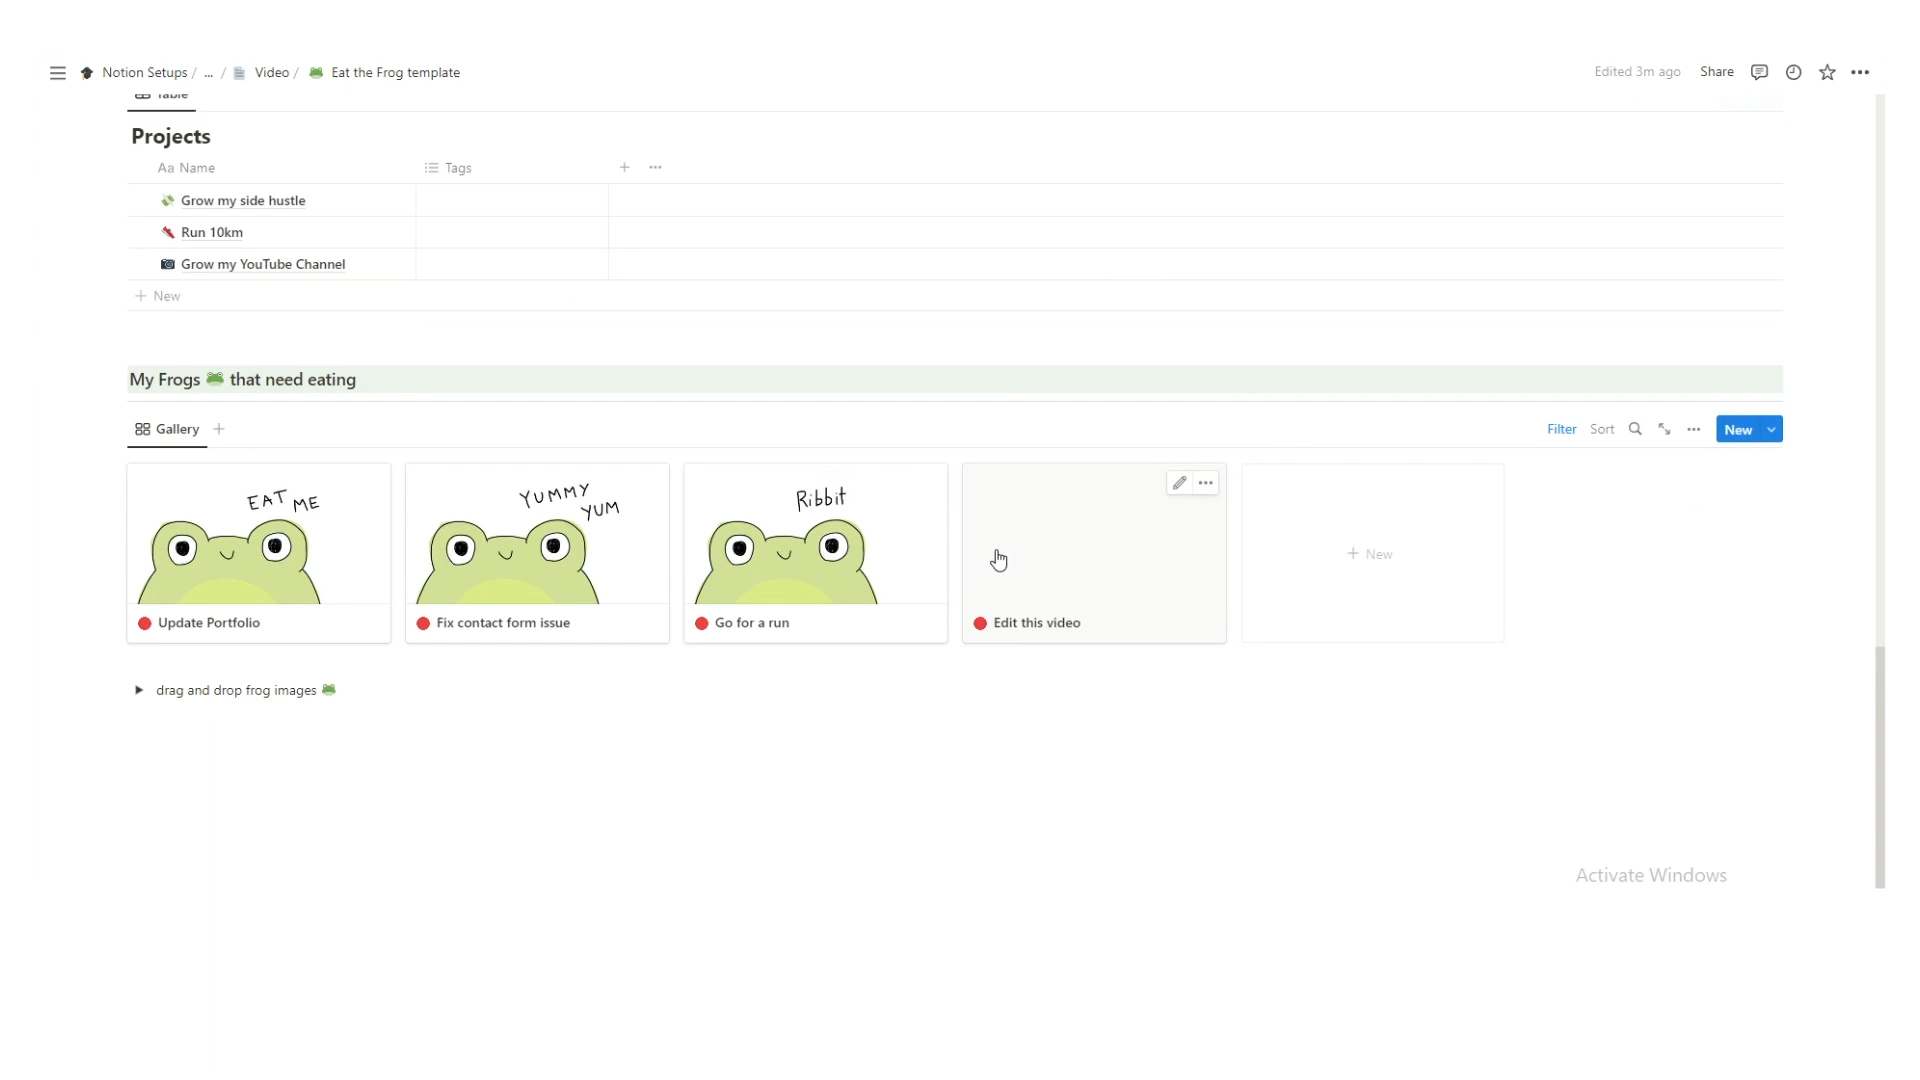 Notion Setups / ... / Video / Eat the Frog template
Edited 3m ago Share
Table
Projects
Aa Name Tags
Grow my side hustle
Run 10km
Grow my YouTube Channel
+ New
My Frogs 🐸 that need eating
Gallery +
Filter Sort New
EAT ME
YUMMY YUM
Ribbit
+ New
Update Portfolio
Fix contact form issue
Go for a run
Edit this video
drag and drop frog images 🐸
Activate Windows